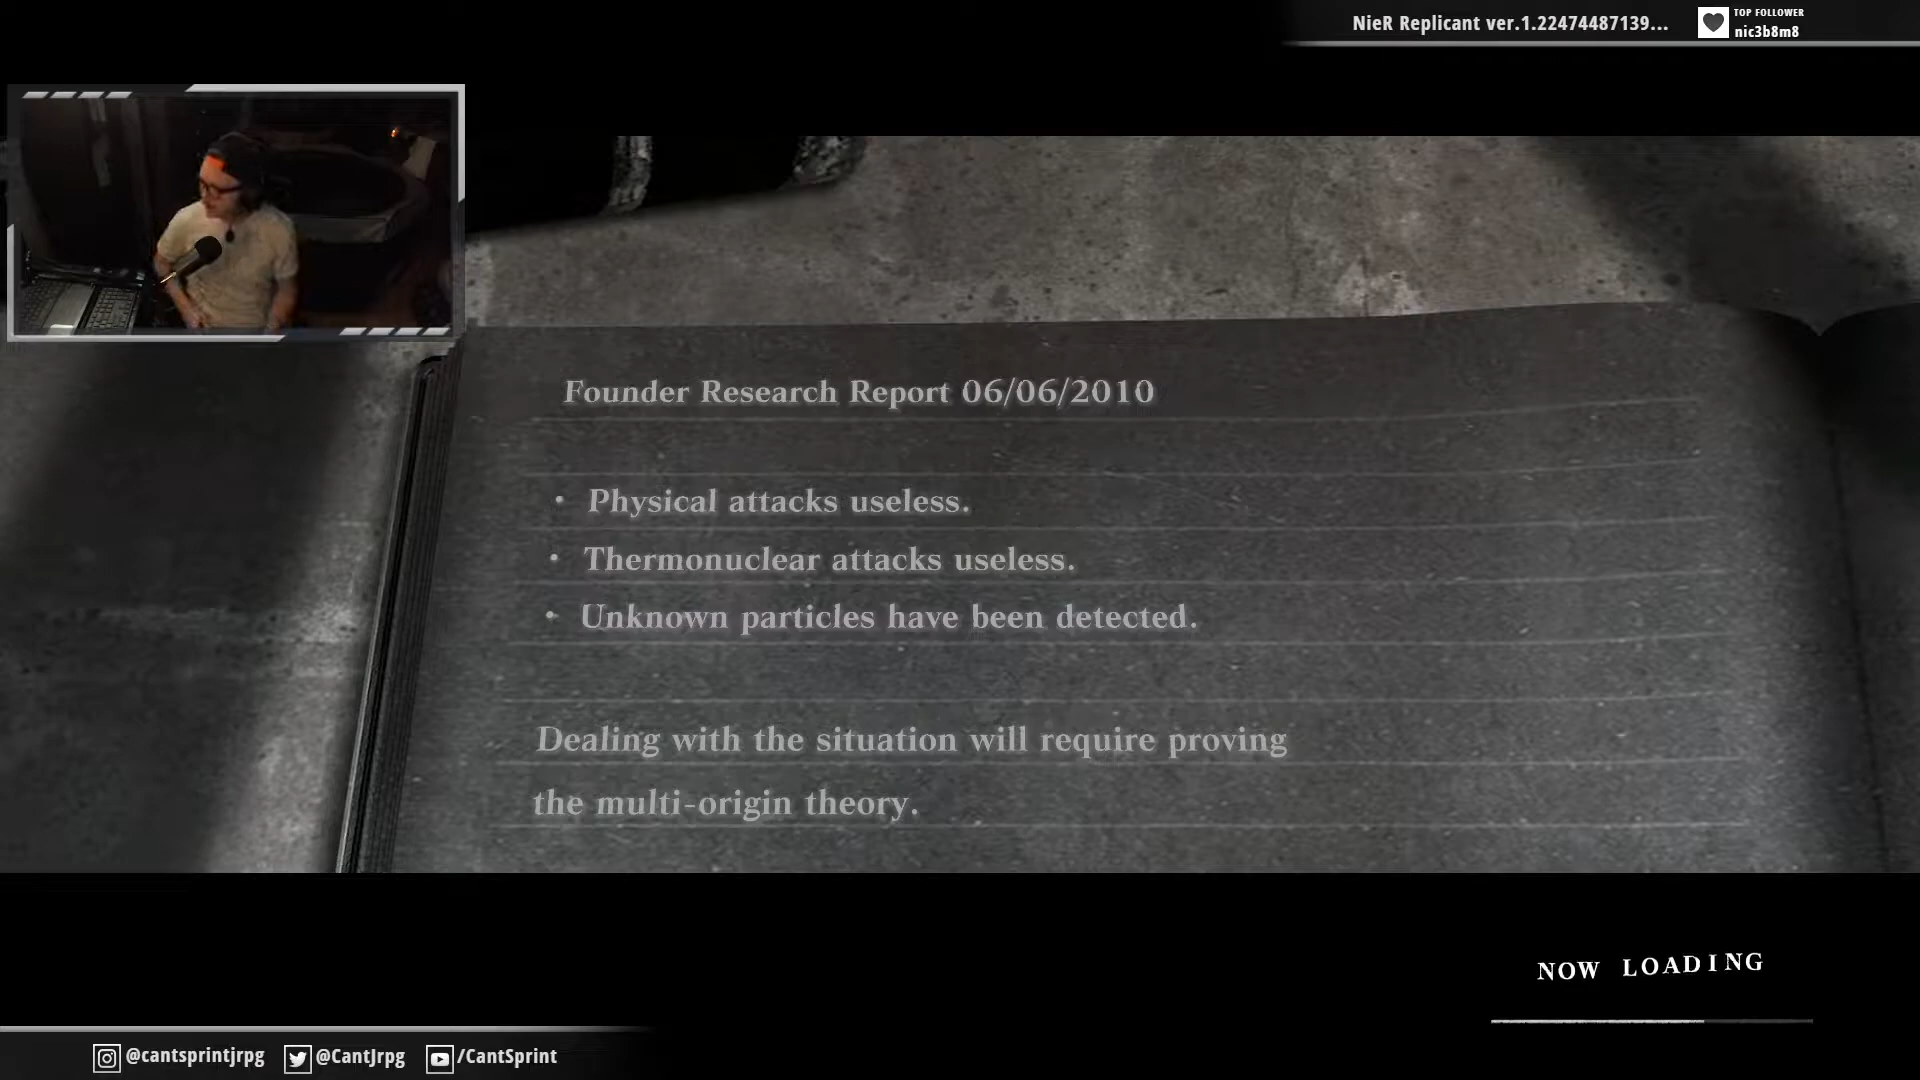 NieR Replicant ver.1.22474487139...
TOP FOLLOWER
nic3b8m8
Founder Research Report 06/06/2010
• Physical attacks useless.
• Thermonuclear attacks useless.
• Unknown particles have been detected.
Dealing with the situation will require proving
the multi-origin theory.
NOW LOADING
@cantsprintjrpg @CantJrpg /CantSprint